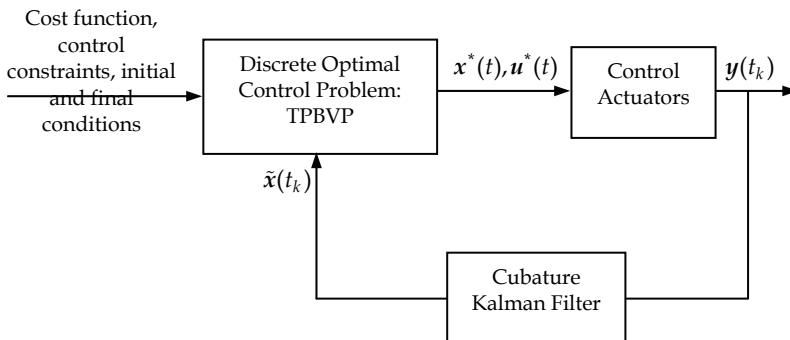 Cost function,
control
constraints, initial
and final
conditions
Discrete Optimal
Control Problem:
TPBVP
x*(t),u*(t)
Control
Actuators
y(tₖ)
x̃(tₖ)
Cubature
Kalman Filter